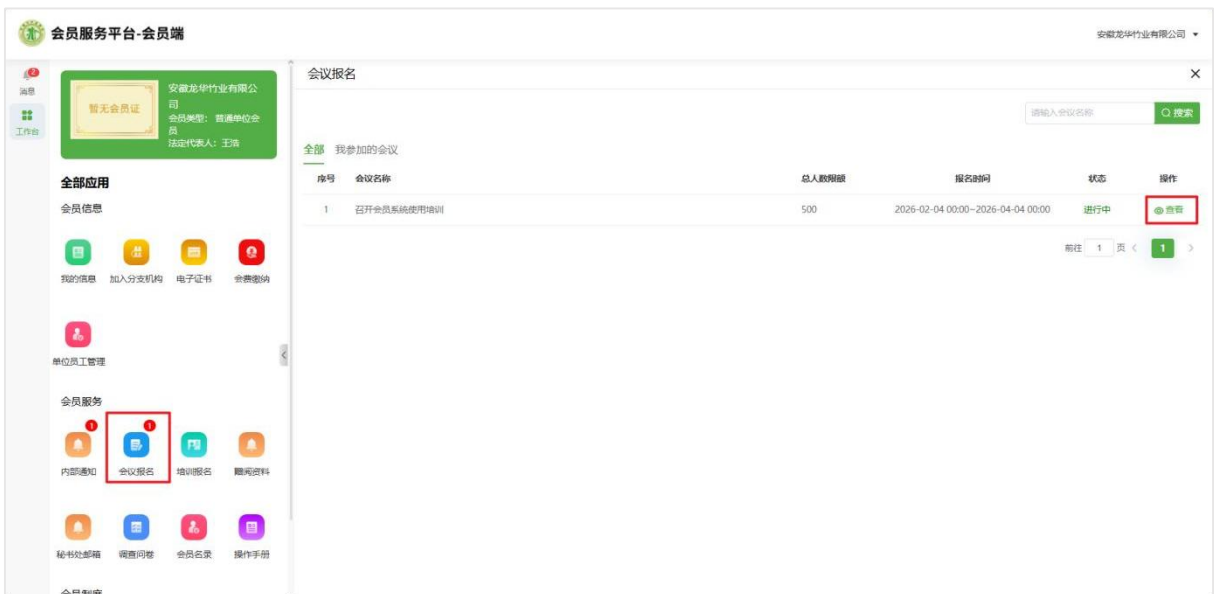 会员服务平台-会员端
安徽龙华竹业有限公司
2
消息
工作台
暂无会员证
安徽龙华竹业有限公
司
会员类型: 普通单位会
员
法定代表人: 王浩
全部应用
会员信息
我的信息 加入分支机构 电子证书 会费缴纳
单位员工管理
会员服务
1 1
内部通知 会议报名 培训报名 赠阅资料
秘书处邮箱 调查问卷 会员名录 操作手册
会员制度
会议报名
请输入会议名称 搜索
全部 我参加的会议
序号 会议名称 总人数限额 报名时间 状态 操作
1 召开会员系统使用培训 500 2026-02-04 00:00~2026-04-04 00:00 进行中 查看
前往 1 页 1